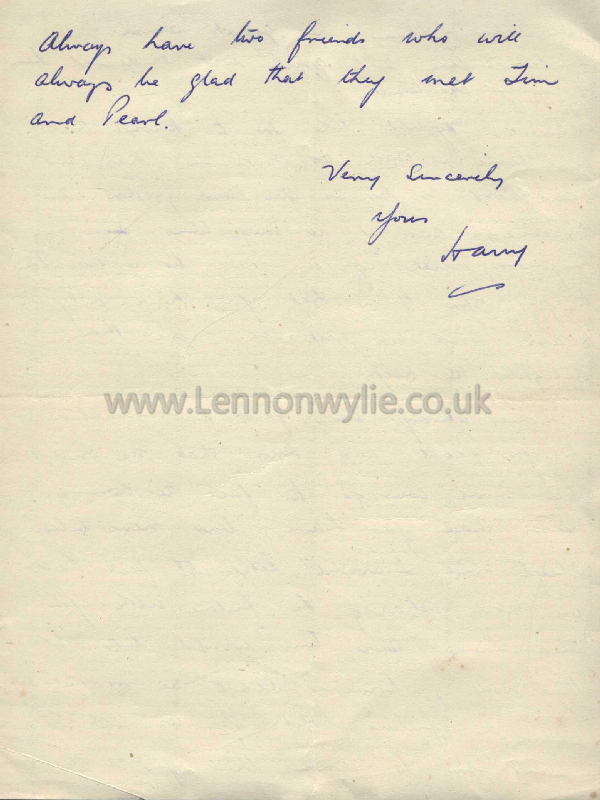 Always have two friends who will
always be glad that they met Jim
and Pearl.
Very Sincerely
Yours
Harry
www.Lennonwylie.co.uk